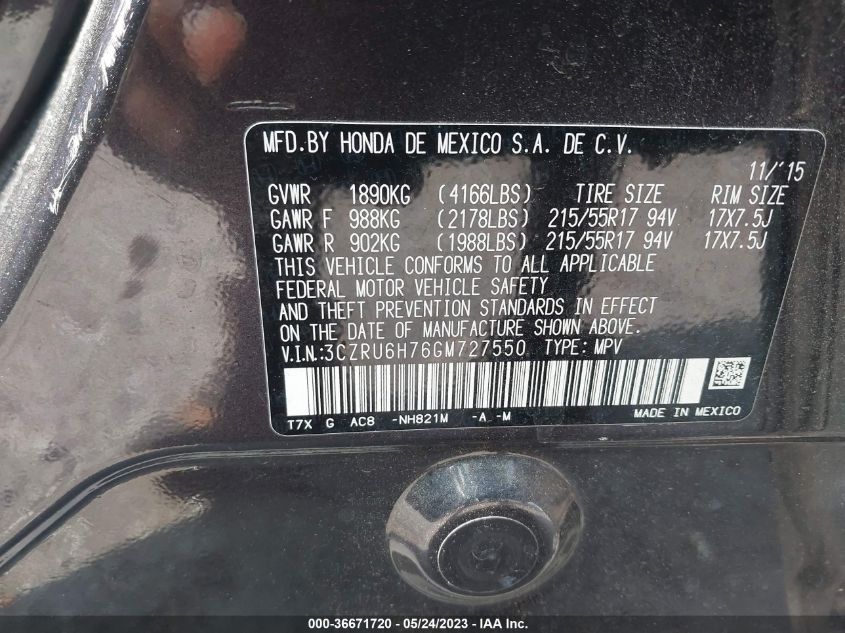 MFD.BY HONDA DE MEXICO S.A. DE C.V.
11/'15
GVWR 1890KG (4166LBS) TIRE SIZE RIM SIZE
GAWR F 988KG (2178LBS) 215/55R17 94V 17X7.5J
GAWR R 902KG (1988LBS) 215/55R17 94V 17X7.5J
THIS VEHICLE CONFORMS TO ALL APPLICABLE
FEDERAL MOTOR VEHICLE SAFETY
AND THEFT PREVENTION STANDARDS IN EFFECT
ON THE DATE OF MANUFACTURE SHOWN ABOVE.
V.I.N.:3CZRU6H76GM727550 TYPE: MPV
T7X G AC8 -NH821M -A -M MADE IN MEXICO
000-36671720 - 05/24/2023 - IAA Inc.